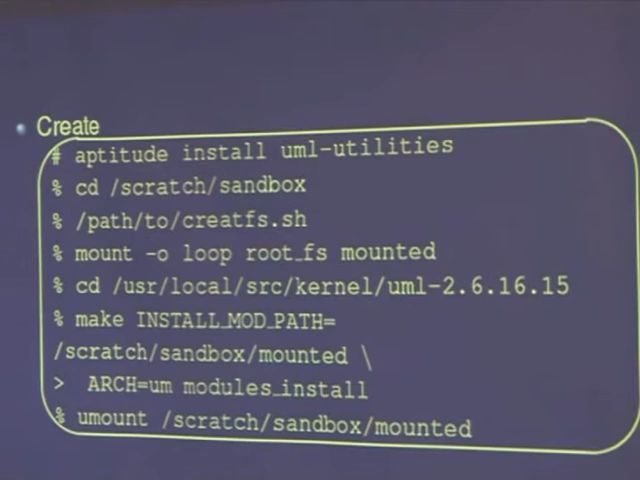 Create
# aptitude install uml-utilities
% cd /scratch/sandbox
% /path/to/creatfs.sh
% mount -o loop root_fs mounted
% cd /usr/local/src/kernel/uml-2.6.16.15
% make INSTALL_MOD_PATH=
/scratch/sandbox/mounted \
> ARCH=um modules_install
% umount /scratch/sandbox/mounted